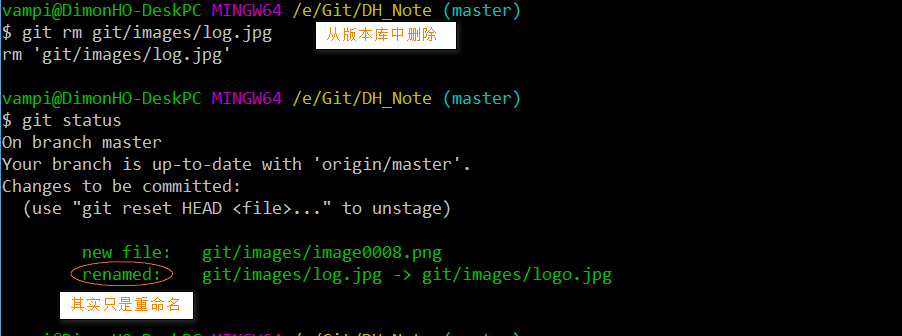 vampi@DimonHO-DeskPC MINGW64 /e/Git/DH_Note (master)
$ git rm git/images/log.jpg 从版本库中删除
rm 'git/images/log.jpg'
vampi@DimonHO-DeskPC MINGW64 /e/Git/DH_Note (master)
$ git status
On branch master
Your branch is up-to-date with 'origin/master'.
Changes to be committed:
(use "git reset HEAD <file>..." to unstage)
new file: git/images/image0008.png
renamed: git/images/log.jpg -> git/images/logo.jpg
其实只是重命名